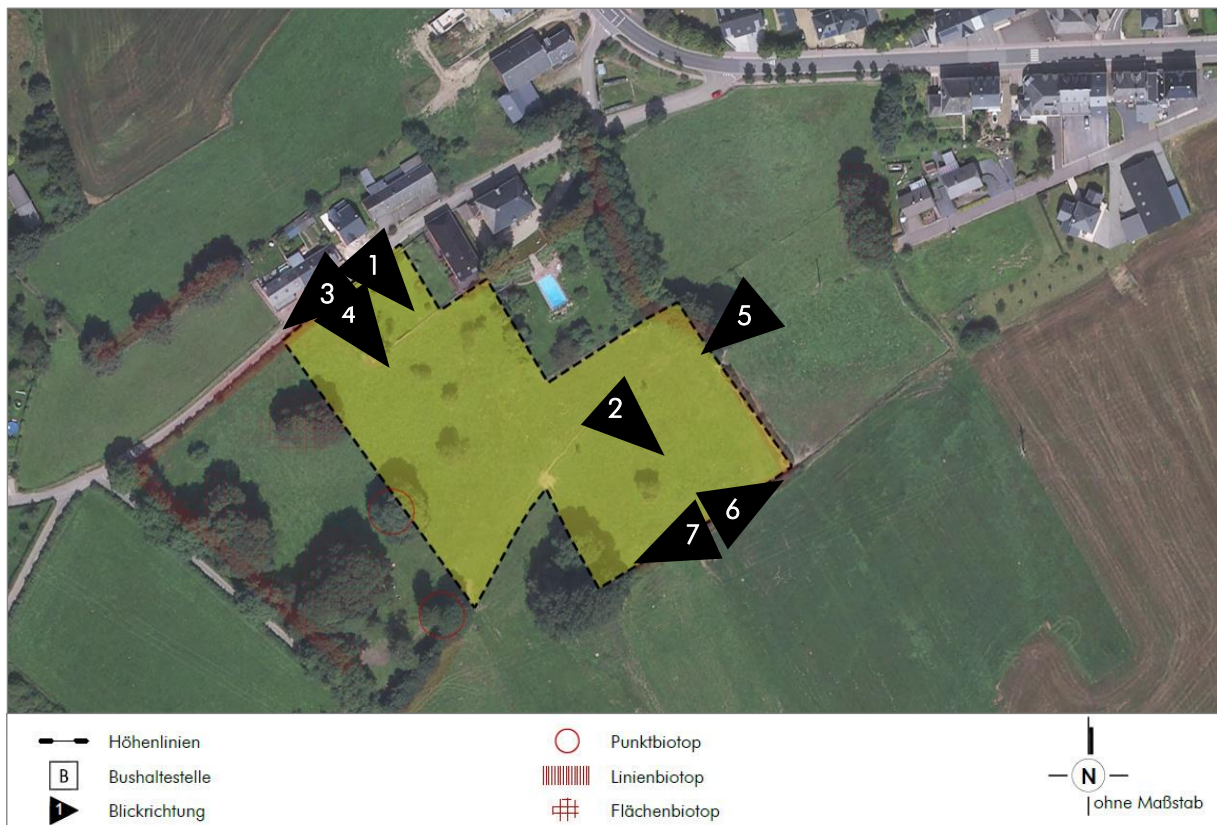 1
3
4
5
2
6
7
Höhenlinien
Punktbiotop
B Bushaltestelle
Linienbiotop
N
1 Blickrichtung
Flächenbiotop
ohne Maßstab